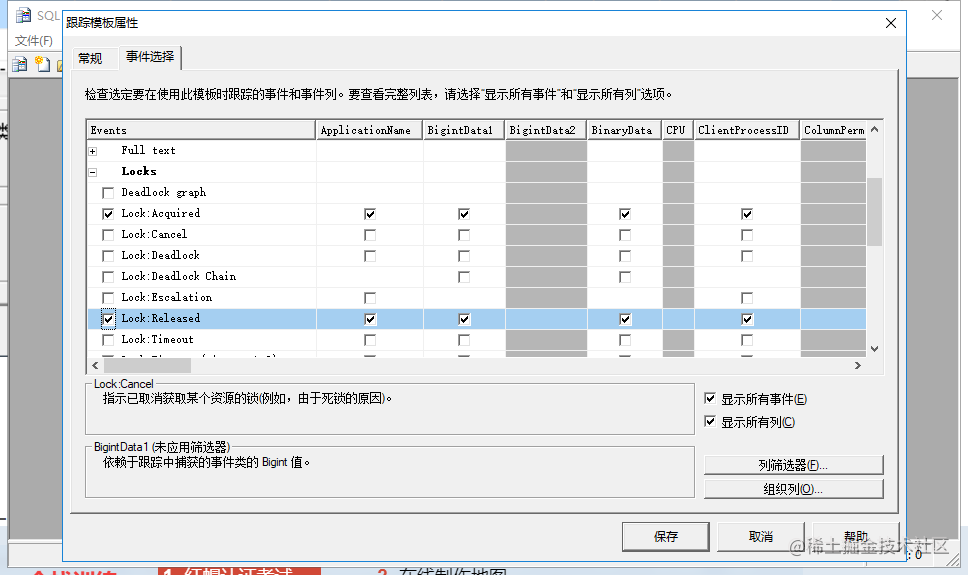 SQL
跟踪模板属性
文件(F)
常规
事件选择
检查选定要在使用此模板时跟踪的事件和事件列。要查看完整列表，请选择"显示所有事件"和"显示所有列"选项。
Events ApplicationName BigintData1 BigintData2 BinaryData CPU ClientProcessID ColumnPerm
Full text
Locks
Deadlock graph
Lock:Acquired
Lock:Cancel
Lock:Deadlock
Lock:Deadlock Chain
Lock:Escalation
Lock:Released
Lock:Timeout
Lock:Cancel
指示已取消获取某个资源的锁(例如，由于死锁的原因)。
显示所有事件(E)
显示所有列(C)
BigintData1 (未应用筛选器)
依赖于跟踪中捕获的事件类的 Bigint 值。
列筛选器(F)...
组织列(O)...
保存
取消
帮助
@稀土掘金技术社区
: 0
在线制作地图